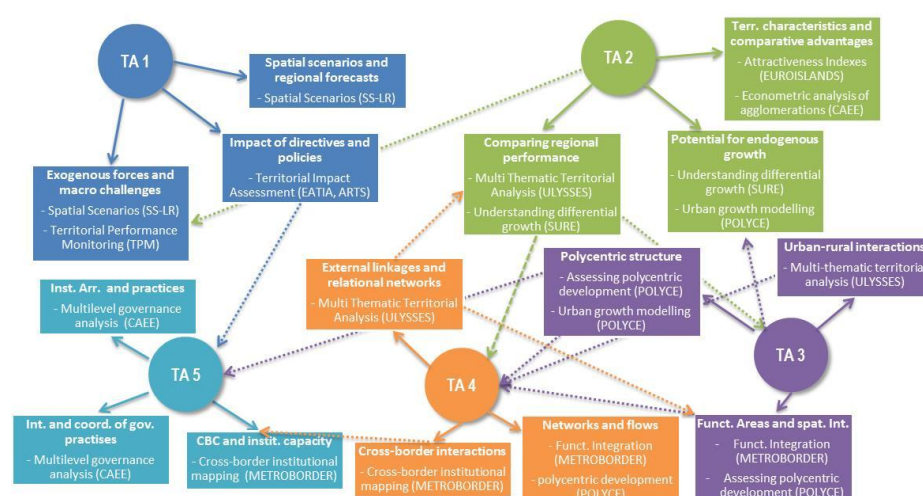 TA 1
Spatial scenarios and
regional forecasts
- Spatial Scenarios (SS-LR)
Impact of directives and
policies
- Territorial Impact
Assessment (EATIA, ARTS)
Exogenous forces and
macro challenges
- Spatial Scenarios (SS-LR)
- Territorial Performance
Monitoring (TPM)
TA 2
Terr. characteristics and
comparative advantages
- Attractiveness Indexes
(EUROISLANDS)
- Econometric analysis of
agglomerations (CAEE)
Comparing regional
performance
- Multi Thematic Territorial
Analysis (ULYSSES)
- Understanding differential
growth (SURE)
Potential for endogenous
growth
- Understanding differential
growth (SURE)
- Urban growth modelling
(POLYCE)
Inst. Arr. and practices
- Multilevel governance
analysis (CAEE)
External linkages and
relational networks
- Multi Thematic Territorial
Analysis (ULYSSES)
Polycentric structure
- Assessing polycentric
development (POLYCE)
- Urban growth modelling
(POLYCE)
Urban-rural interactions
- Multi-thematic territorial
analysis (ULYSSES)
TA 5
TA 4
TA 3
Int. and coord. of gov.
practises
- Multilevel governance
analysis (CAEE)
CBC and instit. capacity
- Cross-border institutional
mapping (METROBORDER)
Cross-border interactions
- Cross-border institutional
mapping (METROBORDER)
Networks and flows
- Funct. Integration
(METROBORDER)
- polycentric development
(POLYCE)
Funct. Areas and spat. Int.
- Funct. Integration
(METROBORDER)
- Assessing polycentric
development (POLYCE)